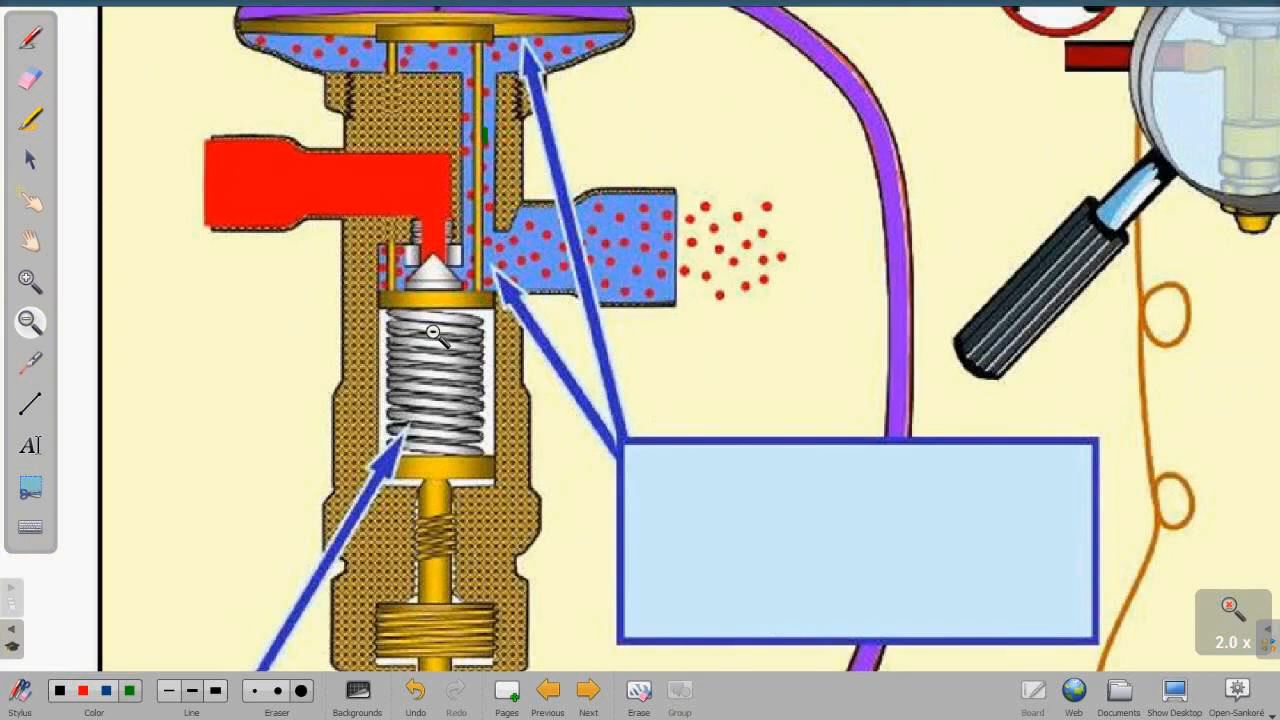 AI
2.0 x
Stylus
Color
Line
Eraser
Backgrounds
Undo
Redo
Pages
Previous
Next
Erase
Group
Board
Web
Documents
Show Desktop
Open-Sankoré